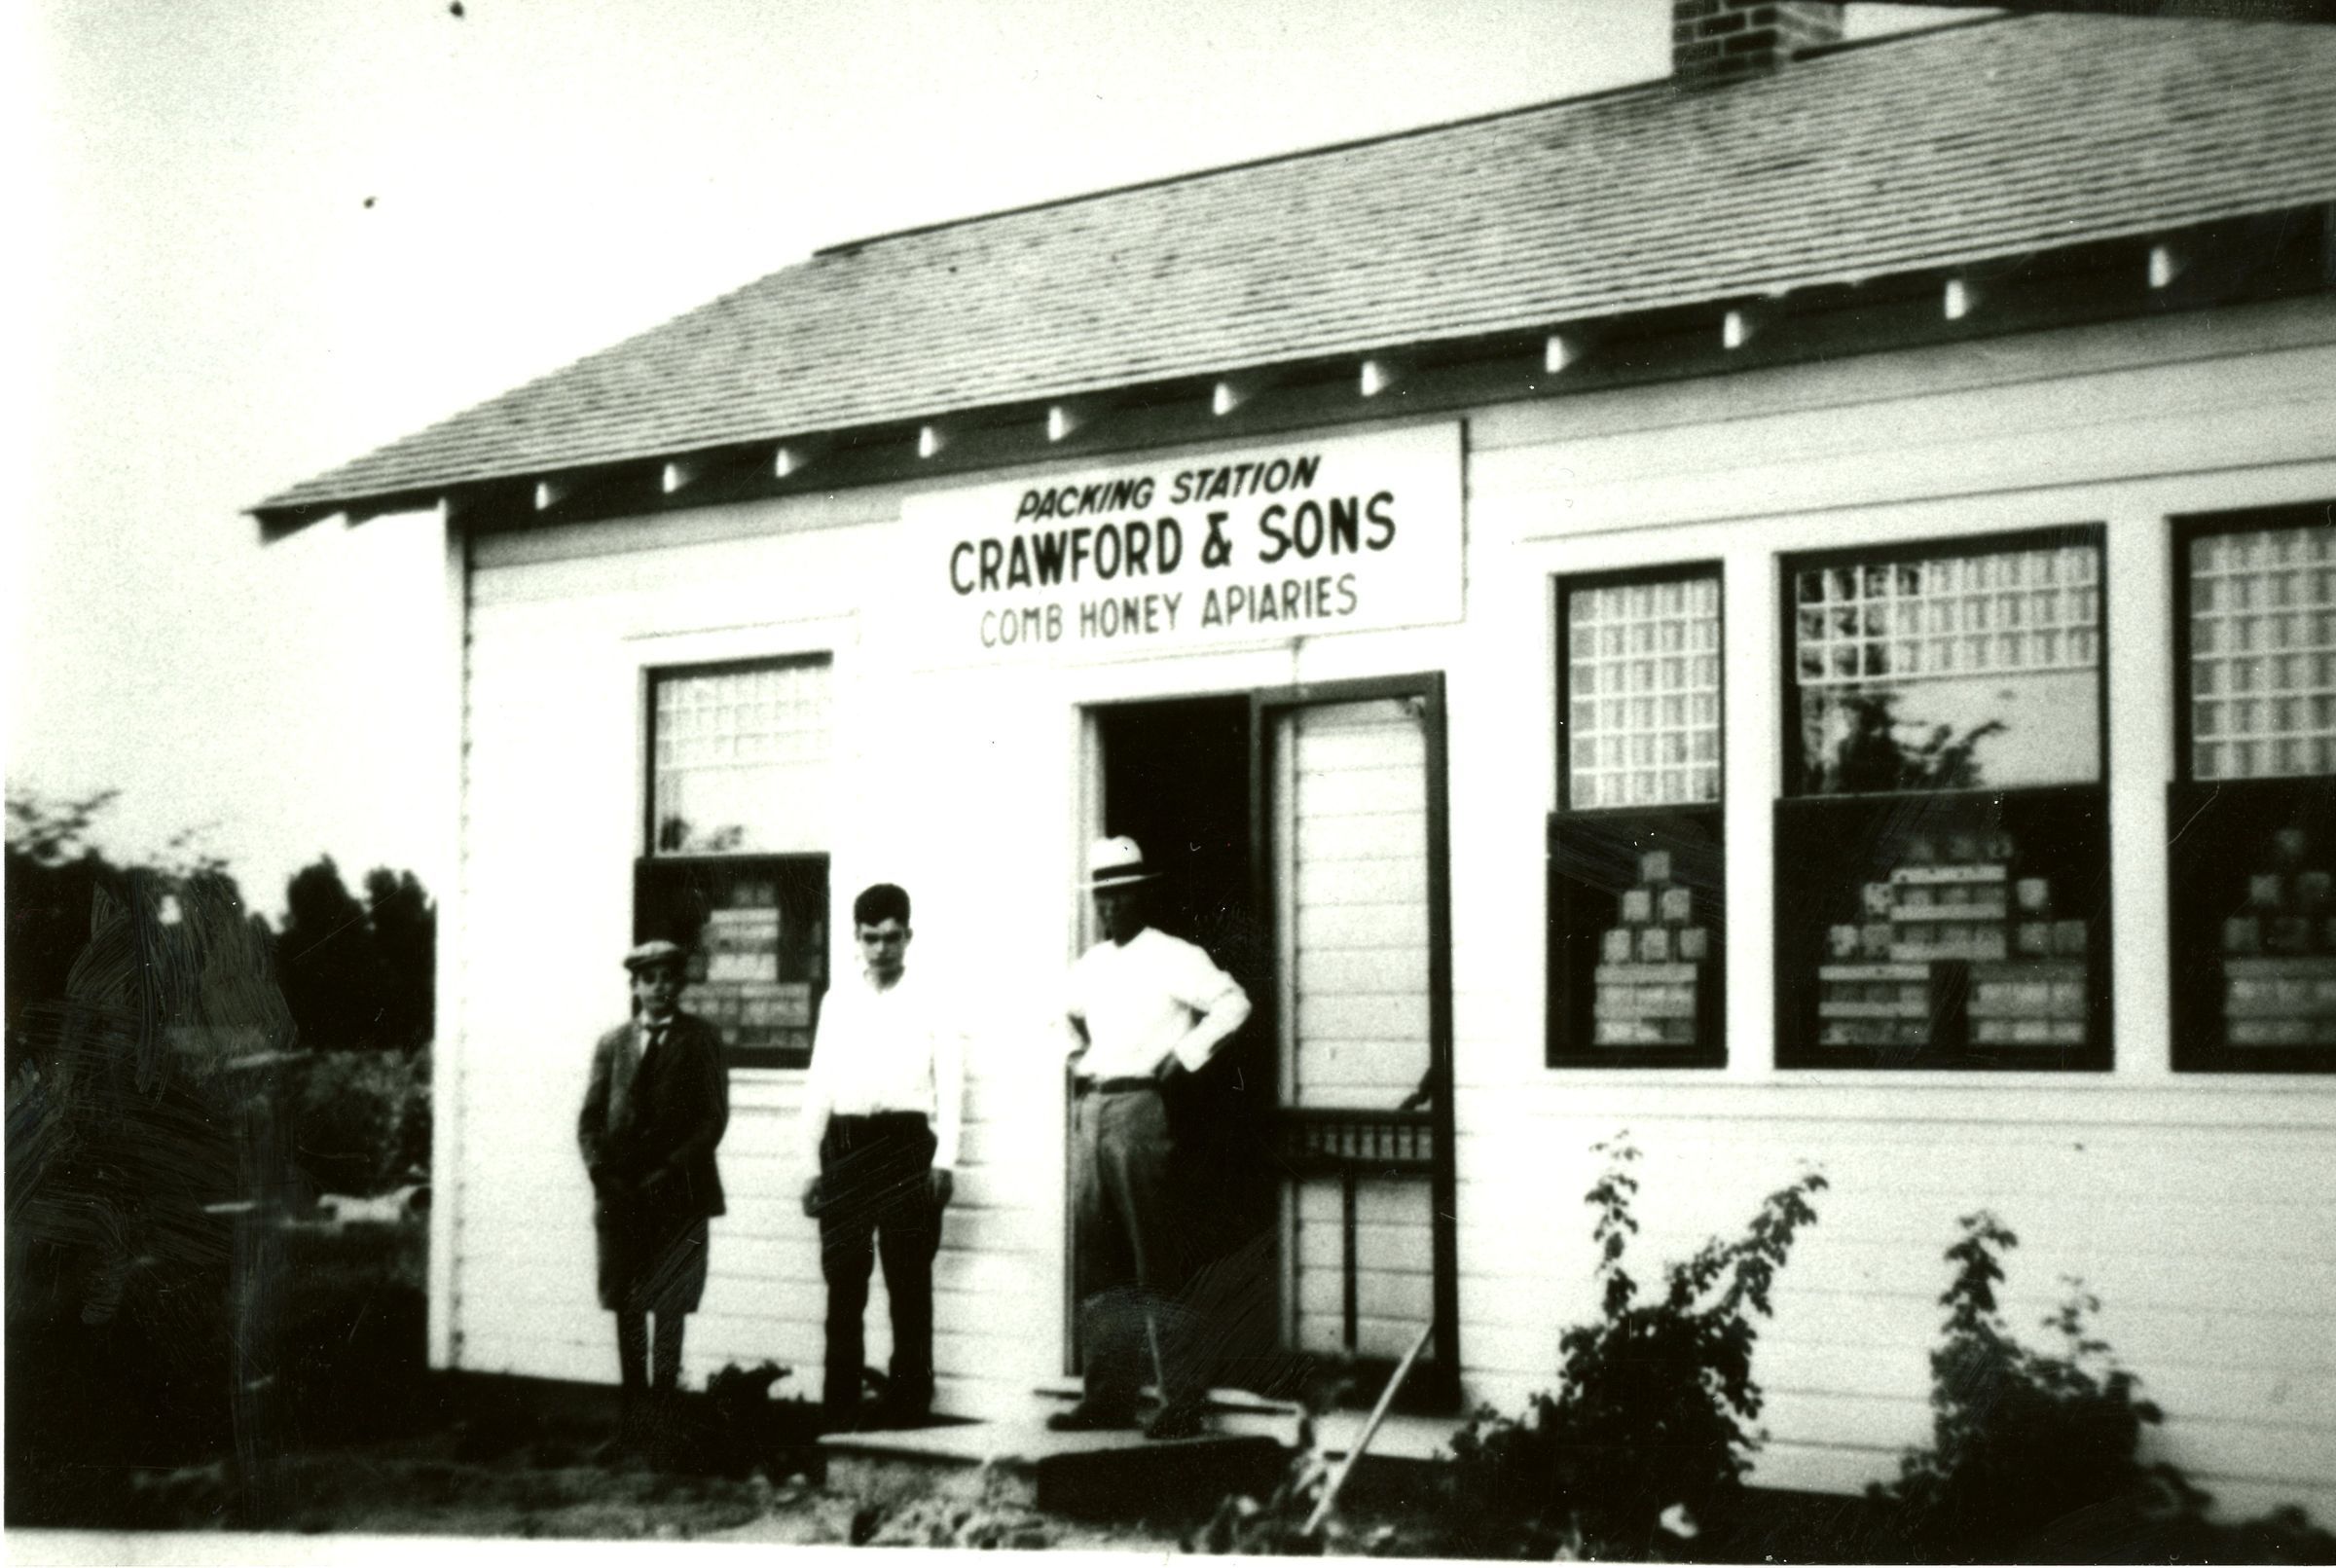 PACKING STATION
CRAWFORD & SONS
COMB HONEY APIARIES